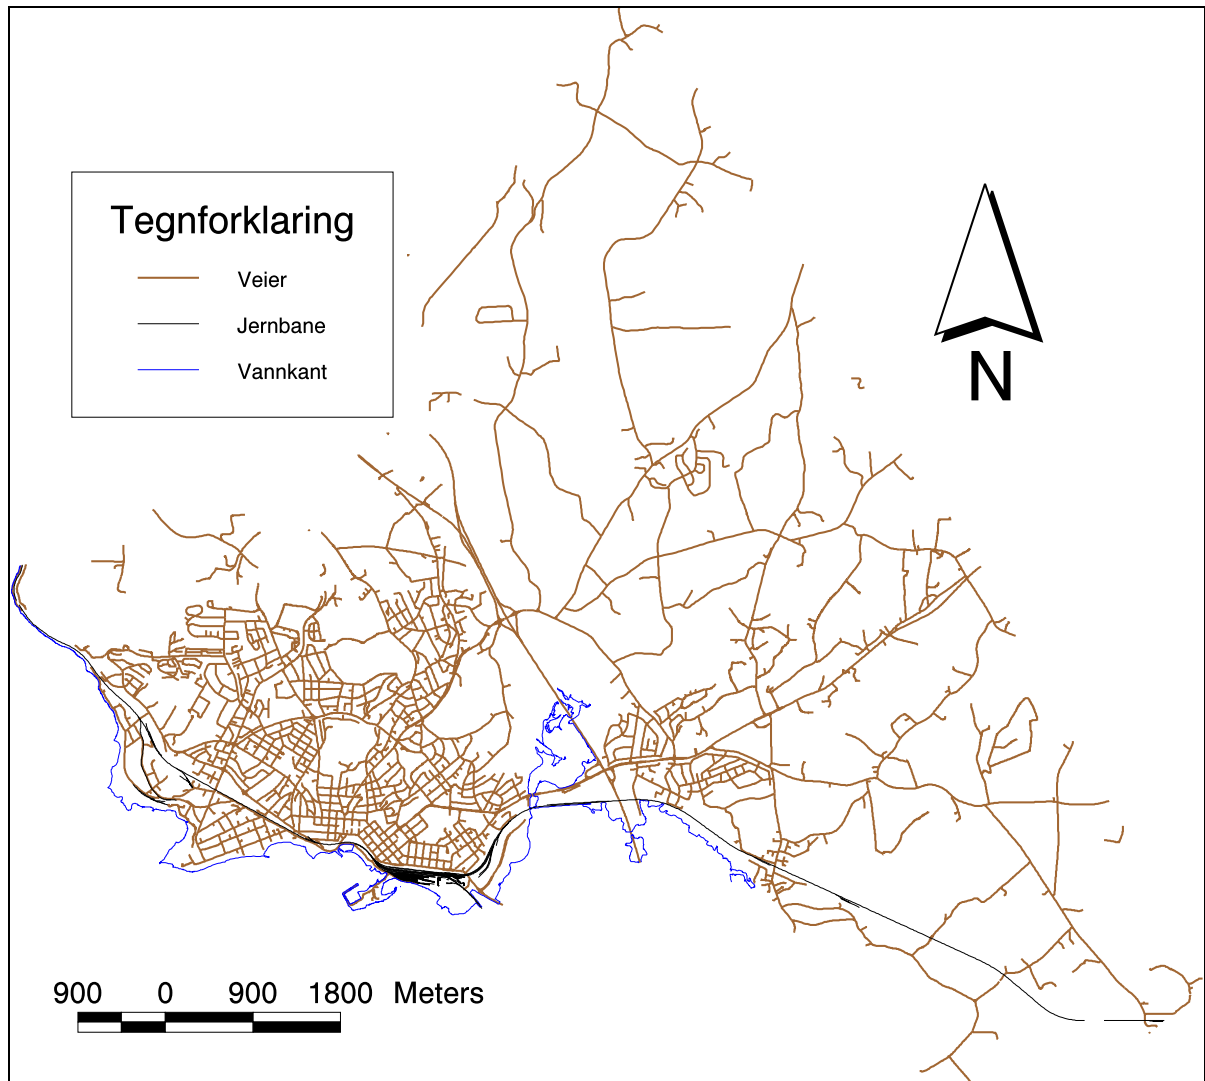 Tegnforklaring
Veier
Jernbane
Vannkant
N
900 0 900 1800 Meters